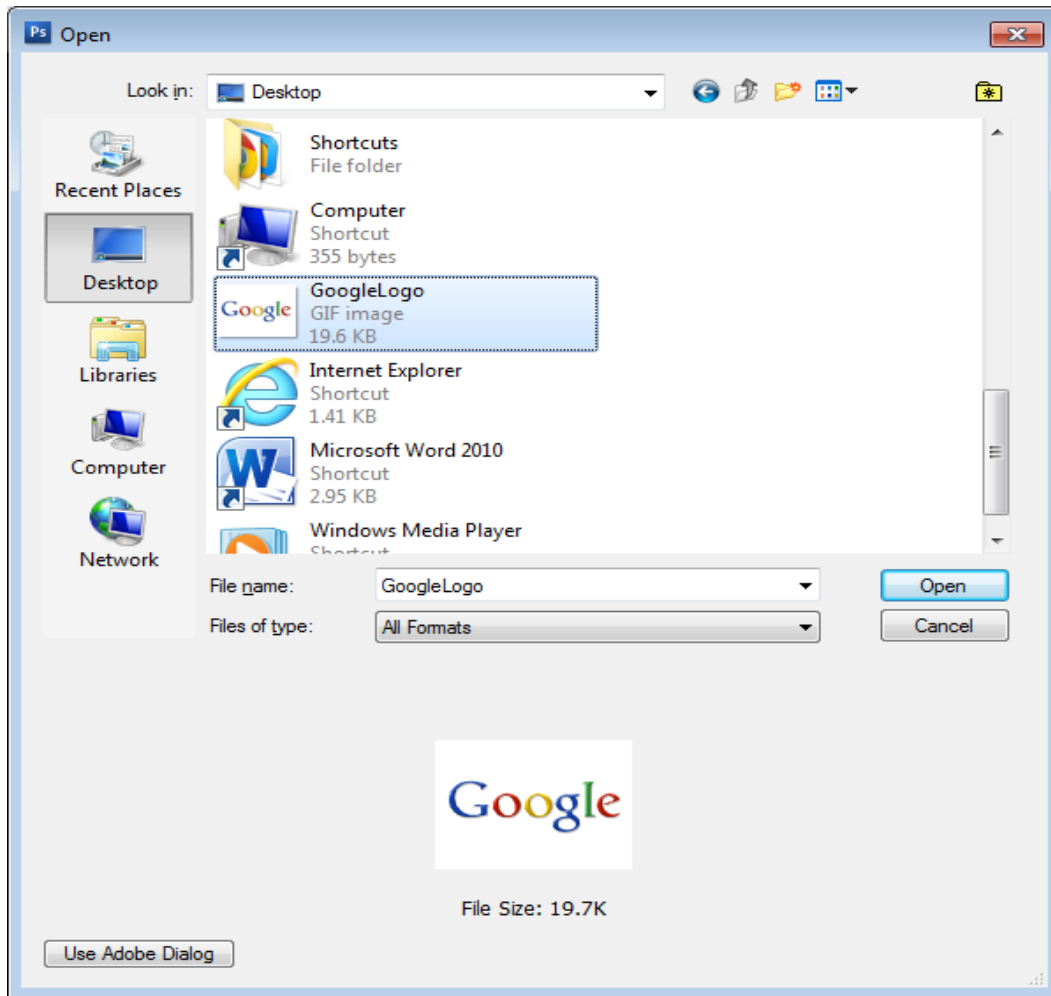 Ps Open
Look in: Desktop
Recent Places
Desktop
Libraries
Computer
Network
Shortcuts
File folder
Computer
Shortcut
355 bytes
Google
GoogleLogo
GIF image
19.6 KB
Internet Explorer
Shortcut
1.41 KB
W
Microsoft Word 2010
Shortcut
2.95 KB
Windows Media Player
Shortcut
File name: GoogleLogo Open
Files of type: All Formats Cancel
Google
File Size: 19.7K
Use Adobe Dialog